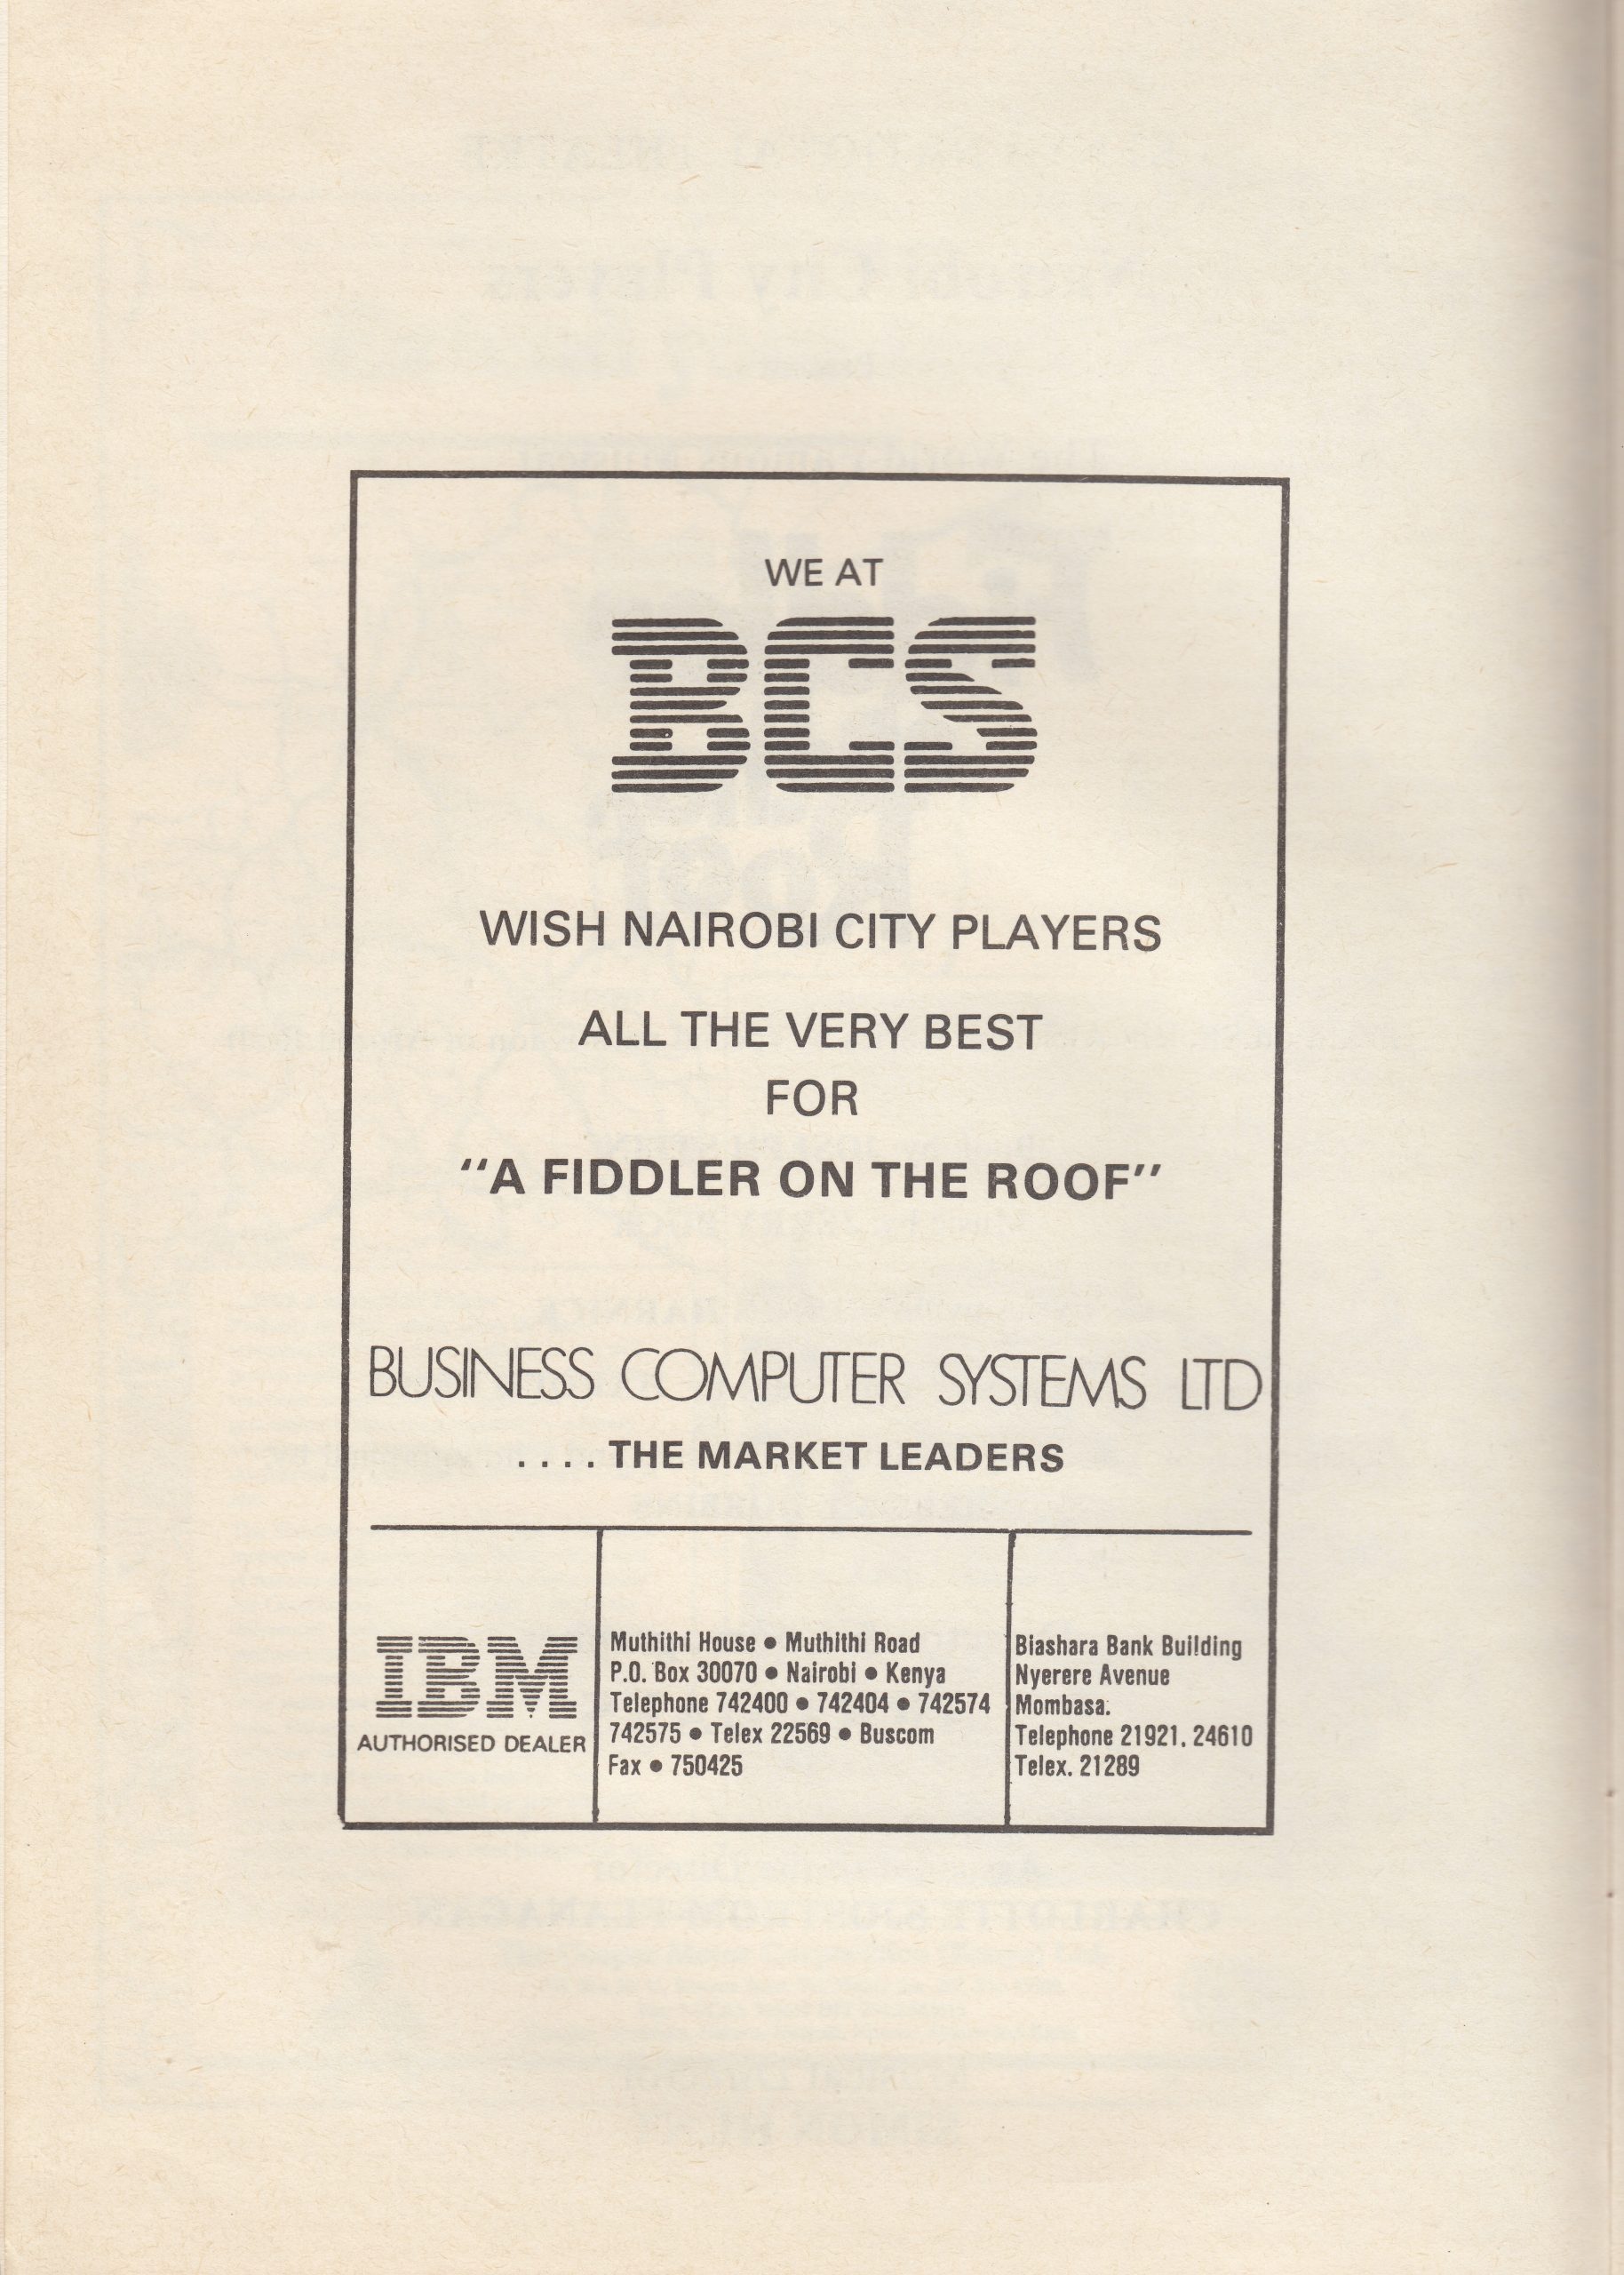 WE AT
BCS
WISH NAIROBI CITY PLAYERS
ALL THE VERY BEST
FOR
"A FIDDLER ON THE ROOF"
BUSINESS COMPUTER SYSTEMS LTD
....THE MARKET LEADERS
IBM
AUTHORISED DEALER
Muthithi House • Muthithi Road
P.O. Box 30070 • Nairobi • Kenya
Telephone 742400 • 742404 • 742574
742575 • Telex 22569 • Buscom
Fax • 750425
Biashara Bank Building
Nyerere Avenue
Mombasa.
Telephone 21921, 24610
Telex. 21289